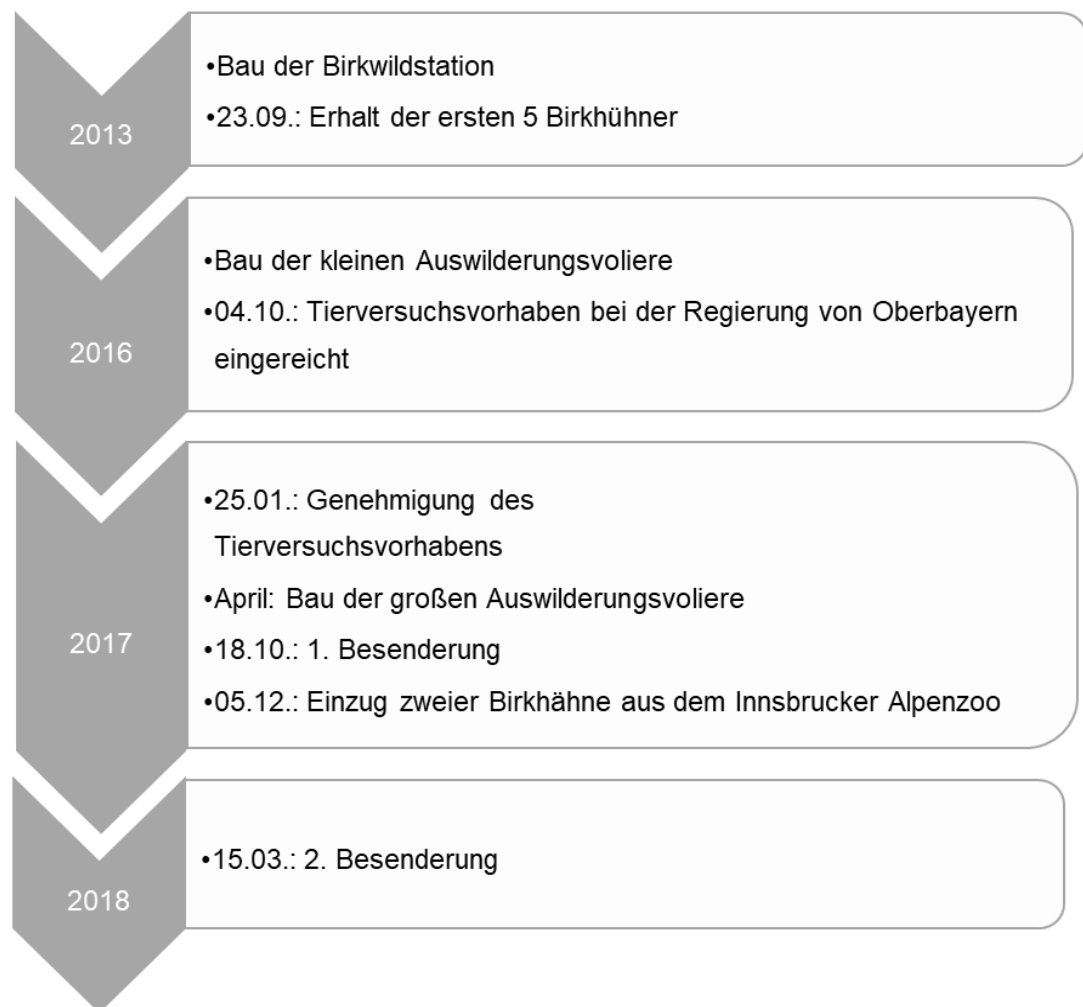 2013
•Bau der Birkwildstation
•23.09.: Erhalt der ersten 5 Birkhühner
2016
•Bau der kleinen Auswilderungsvoliere
•04.10.: Tierversuchsvorhaben bei der Regierung von Oberbayern
eingereicht
2017
•25.01.: Genehmigung des
Tierversuchsvorhabens
•April: Bau der großen Auswilderungsvoliere
•18.10.: 1. Besenderung
•05.12.: Einzug zweier Birkhähne aus dem Innsbrucker Alpenzoo
2018
•15.03.: 2. Besenderung